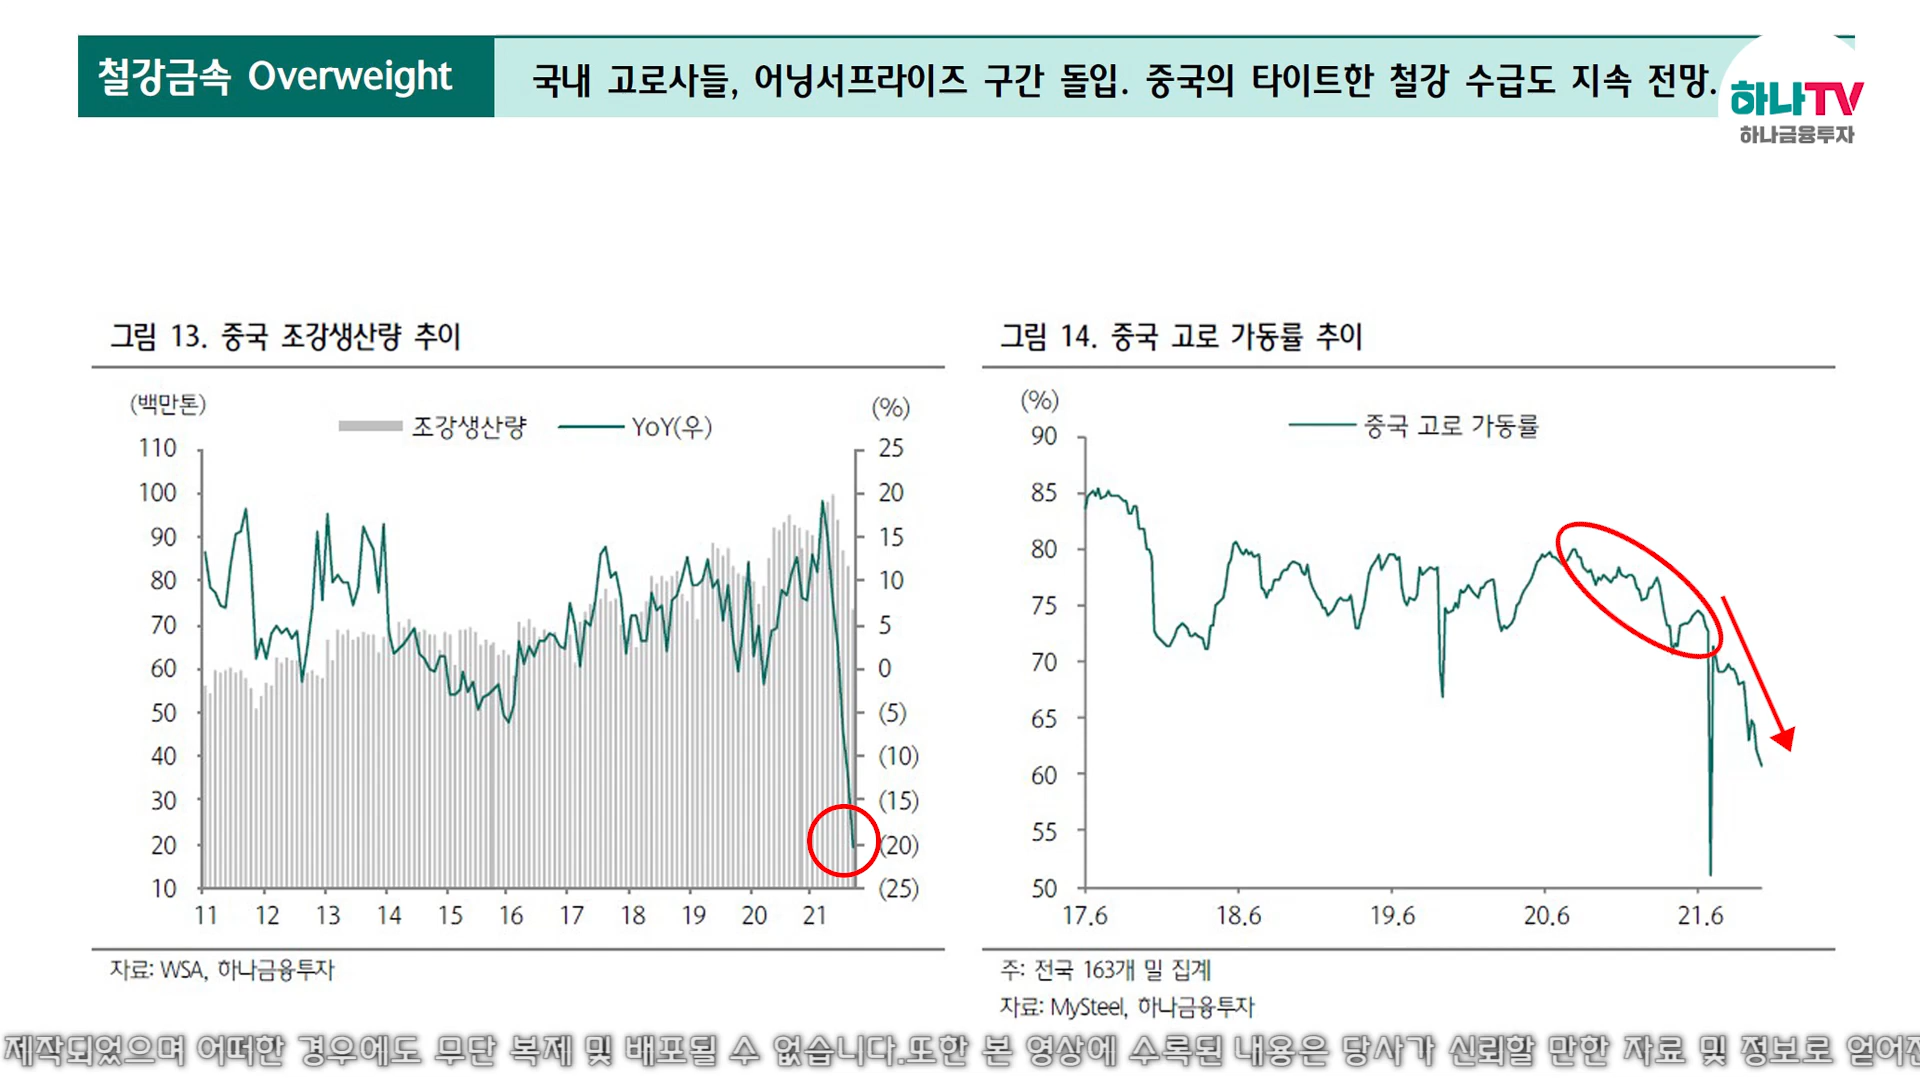 철강금속 Overweight
국내 고로사들, 어닝서프라이즈 구간 돌입. 중국의 타이트한 철강 수급도 지속 전망.
하나TV
하나금융투자
그림 13. 중국 조강생산량 추이
(백만톤)
(%)
조강생산량
YoY(우)
110
100
90
80
70
60
50
40
30
20
10
25
20
15
10
5
0
(5)
(10)
(15)
(20)
(25)
11 12 13 14 15 16 17 18 19 20 21
자료: WSA, 하나금융투자
그림 14. 중국 고로 가동률 추이
(%)
중국 고로 가동률
90
85
80
75
70
65
60
55
50
17.6 18.6 19.6 20.6 21.6
주: 전국 163개 밀 집계
자료: MySteel, 하나금융투자
제작되었으며 어떠한 경우에도 무단 복제 및 배포될 수 없습니다.또한 본 영상에 수록된 내용은 당사가 신뢰할 만한 자료 및 정보로 얻어진